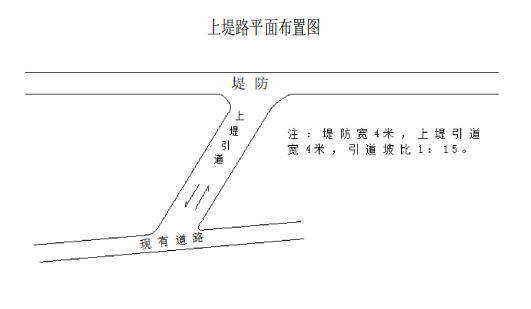 上堤路平面布置图
堤 防
上堤引道
注：堤防宽4米，上堤引道
宽4米，引道坡比1：15。
现有道路